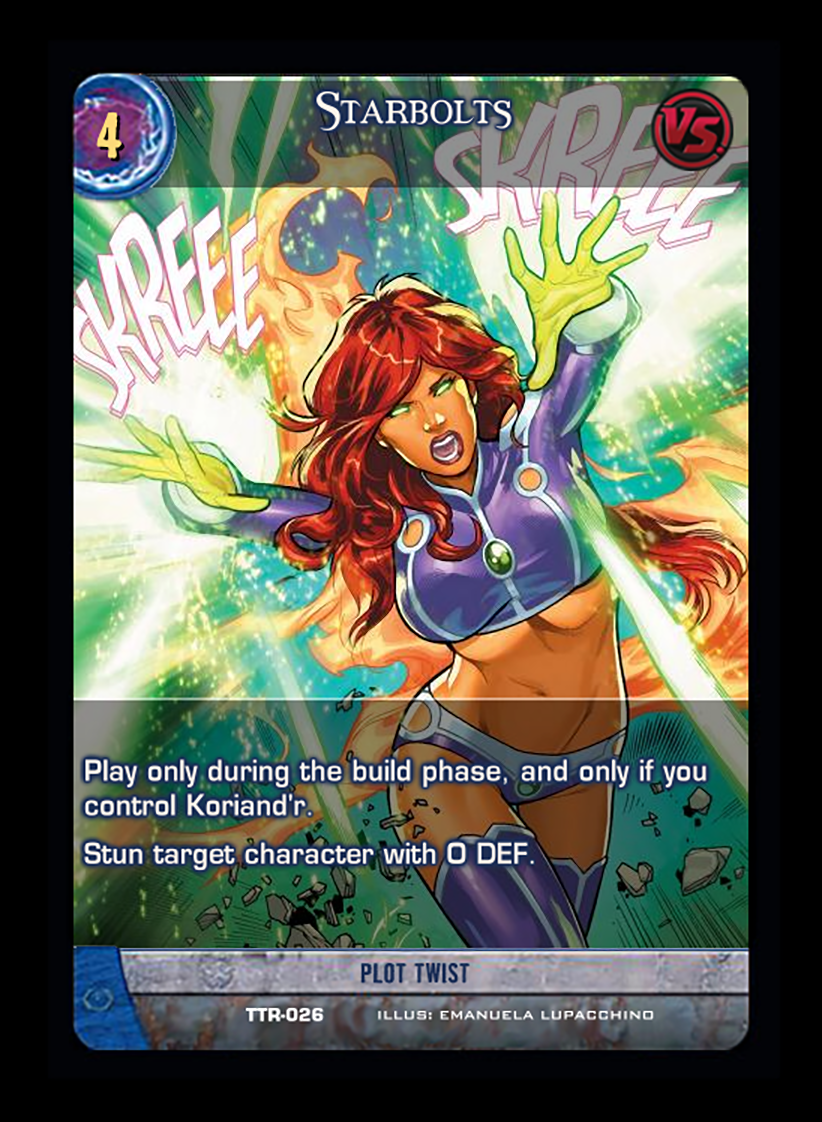 4
STARBOLTS
VS.
SKREEE
SKREEE
Play only during the build phase, and only if you
control Koriand'r.
Stun target character with 0 DEF.
PLOT TWIST
TTR-026 ILLUS: EMANUELA LUPACCHINO